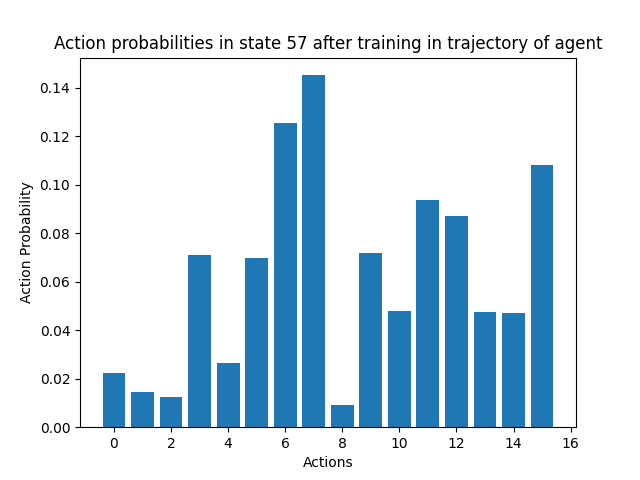 Action probabilities in state 57 after training in trajectory of agent
Action Probability
0.14
0.12
0.10
0.08
0.06
0.04
0.02
0.00
0 2 4 6 8 10 12 14 16
Actions